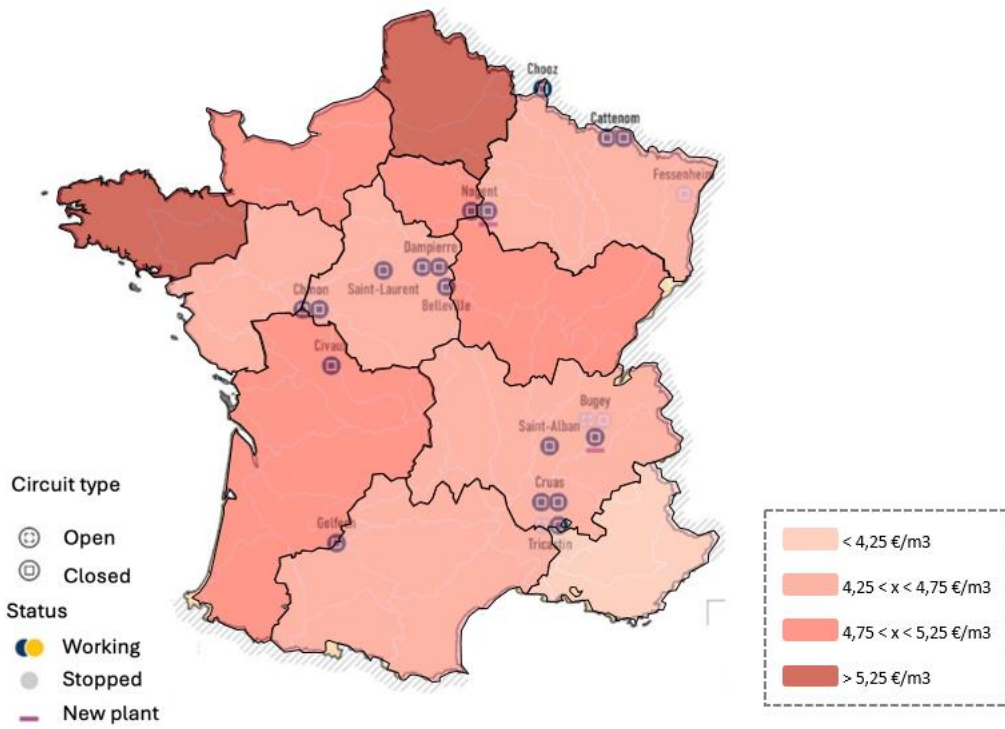 Chooz
Cattenom
Fessenheim
Nogent
Dampierre
Saint-Laurent
Belleville
Chinon
Civaux
Bugey
Saint-Alban
Cruas
Golfech
Tricastin
Circuit type
Open
Closed
Status
Working
Stopped
New plant
< 4,25 €/m3
4,25 < x < 4,75 €/m3
4,75 < x < 5,25 €/m3
> 5,25 €/m3